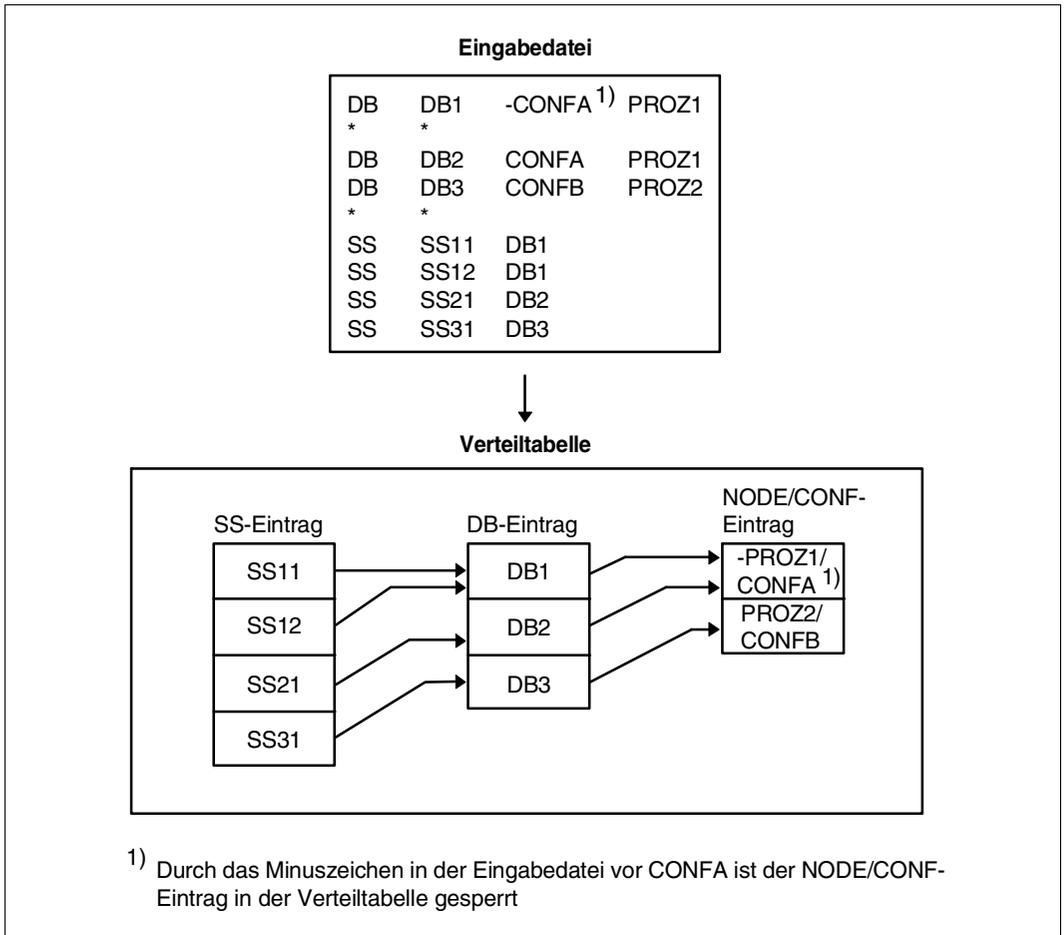 Eingabedatei
DB DB1 -CONFA 1) PROZ1
* *
DB DB2 CONFA PROZ1
DB DB3 CONFB PROZ2
* *
SS SS11 DB1
SS SS12 DB1
SS SS21 DB2
SS SS31 DB3
Verteiltabelle
SS-Eintrag
SS11
SS12
SS21
SS31
DB-Eintrag
DB1
DB2
DB3
NODE/CONF-
Eintrag
-PROZ1/
CONFA 1)
PROZ2/
CONFB
1) Durch das Minuszeichen in der Eingabedatei vor CONFA ist der NODE/CONF-
Eintrag in der Verteiltabelle gesperrt